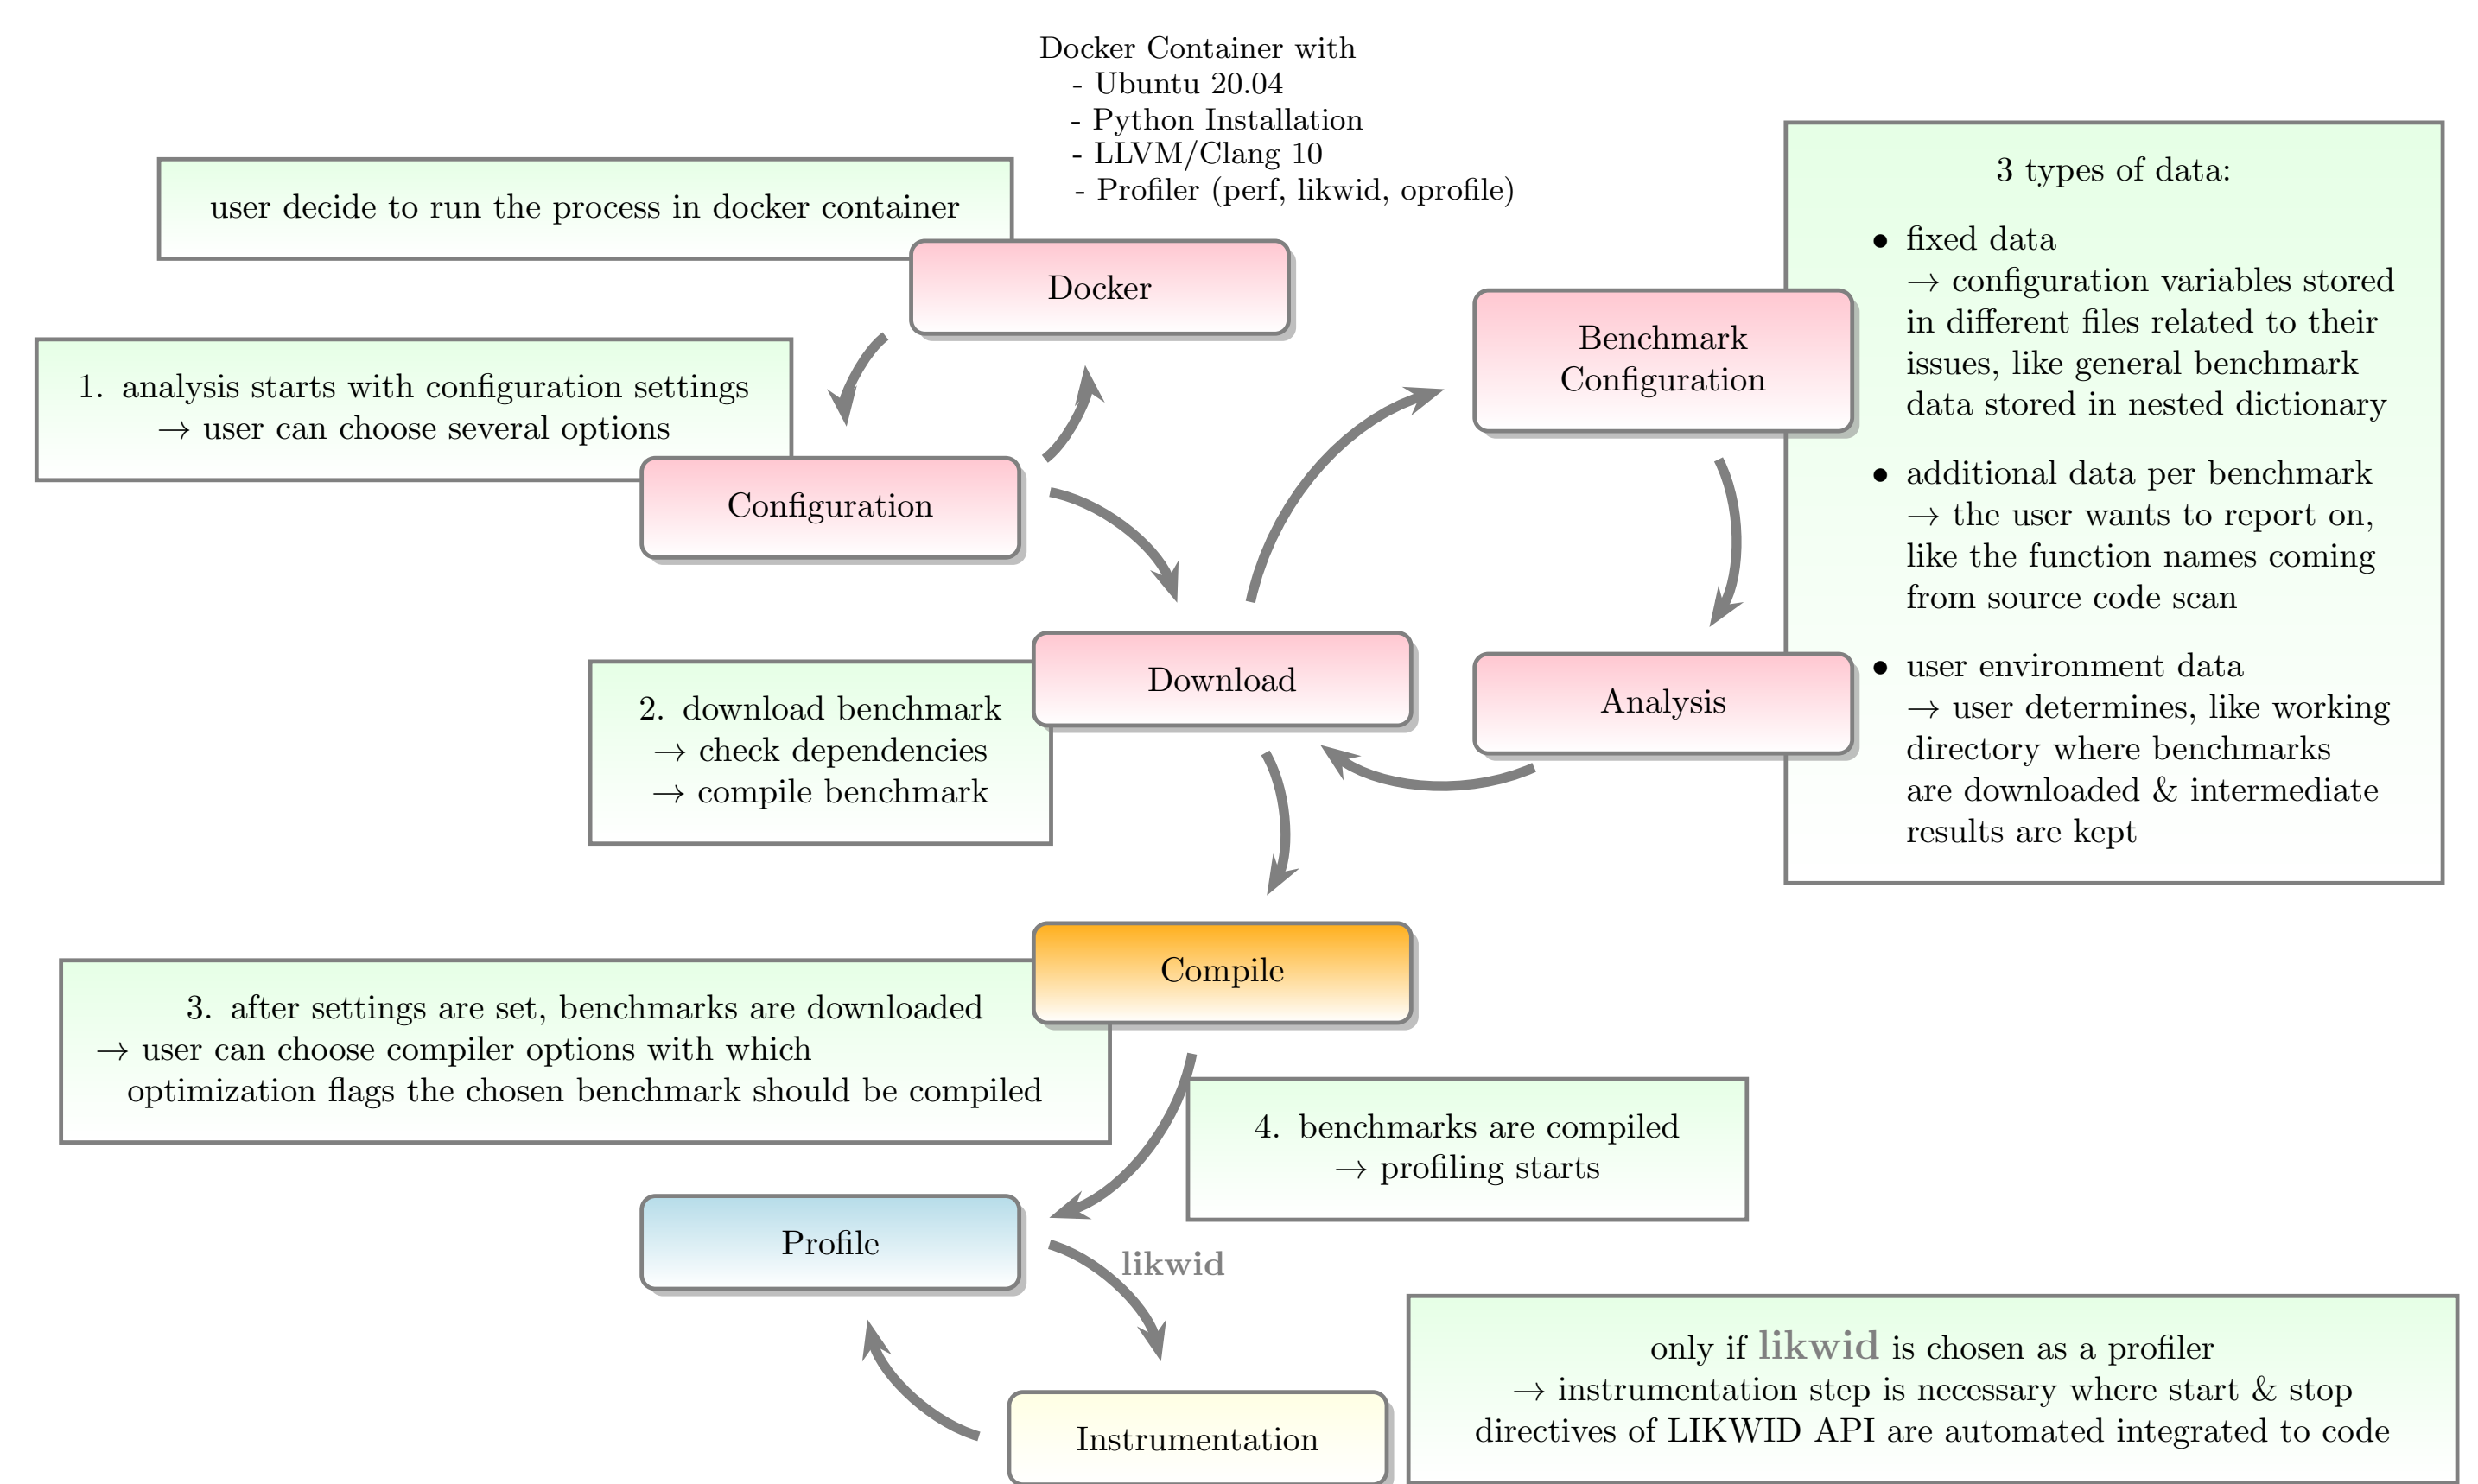 Docker Container with
- Ubuntu 20.04
- Python Installation
- LLVM/Clang 10
- Profiler (perf, likwid, oprofile)
user decide to run the process in docker container
Docker
1. analysis starts with configuration settings
→ user can choose several options
Configuration
Benchmark
Configuration
3 types of data:
• fixed data
→ configuration variables stored
in different files related to their
issues, like general benchmark
data stored in nested dictionary
• additional data per benchmark
→ the user wants to report on,
like the function names coming
from source code scan
• user environment data
→ user determines, like working
directory where benchmarks
are downloaded & intermediate
results are kept
Download
Analysis
2. download benchmark
→ check dependencies
→ compile benchmark
Compile
3. after settings are set, benchmarks are downloaded
→ user can choose compiler options with which
optimization flags the chosen benchmark should be compiled
4. benchmarks are compiled
→ profiling starts
Profile
likwid
Instrumentation
only if likwid is chosen as a profiler
→ instrumentation step is necessary where start & stop
directives of LIKWID API are automated integrated to code